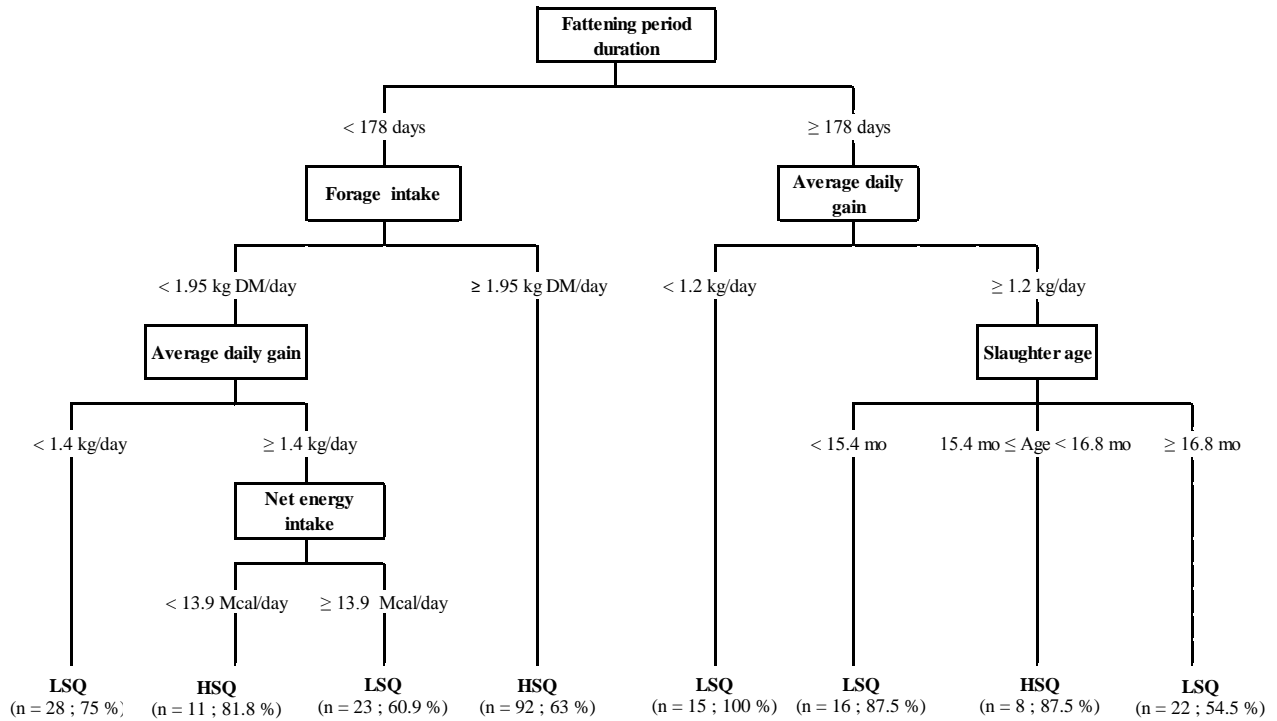 Fattening period
duration
< 178 days
≥ 178 days
Forage intake
Average daily
gain
< 1.95 kg DM/day
≥ 1.95 kg DM/day
< 1.2 kg/day
≥ 1.2 kg/day
Average daily gain
Slaughter age
< 1.4 kg/day
≥ 1.4 kg/day
< 15.4 mo
15.4 mo ≤ Age < 16.8 mo
≥ 16.8 mo
Net energy
intake
< 13.9 Mcal/day
≥ 13.9 Mcal/day
LSQ
(n = 28 ; 75 %)
HSQ
(n = 11 ; 81.8 %)
LSQ
(n = 23 ; 60.9 %)
HSQ
(n = 92 ; 63 %)
LSQ
(n = 15 ; 100 %)
LSQ
(n = 16 ; 87.5 %)
HSQ
(n = 8 ; 87.5 %)
LSQ
(n = 22 ; 54.5 %)